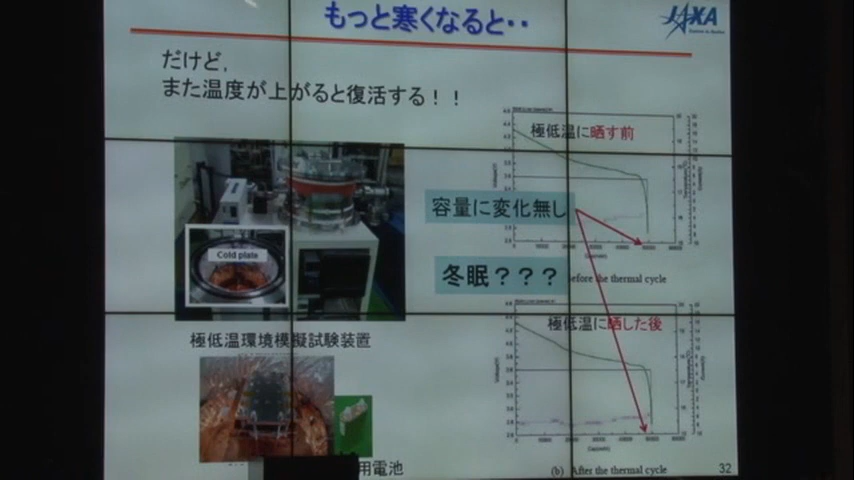 もっと寒くなると・・
JAXA
だけど,
また温度が上がると復活する！！
Cold plate
極低温環境模擬試験装置
用電池
極低温に晒す前
容量に変化無し
冬眠？？？
efore the thermal cycle
極低温に晒した後
(b) After the thermal cycle
32